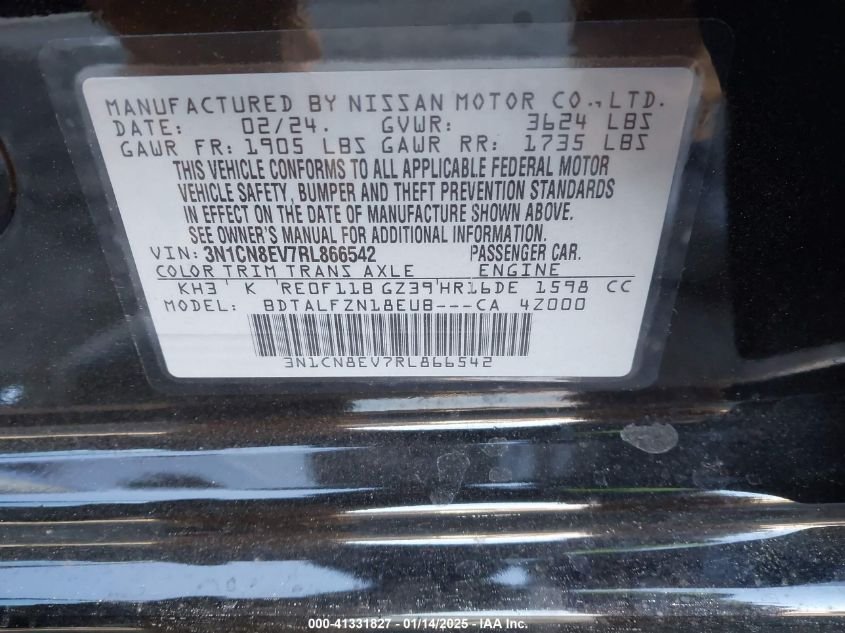 MANUFACTURED BY NISSAN MOTOR CO., LTD.
DATE: 02/24. GVWR: 3624 LBS
GAWR FR: 1905 LBS GAWR RR: 1735 LBS
THIS VEHICLE CONFORMS TO ALL APPLICABLE FEDERAL MOTOR
VEHICLE SAFETY, BUMPER AND THEFT PREVENTION STANDARDS
IN EFFECT ON THE DATE OF MANUFACTURE SHOWN ABOVE.
SEE OWNER'S MANUAL FOR ADDITIONAL INFORMATION.
VIN: 3N1CN8EV7RL866542 PASSENGER CAR.
COLOR TRIM TRANS AXLE ENGINE
KH3' K 'RE0F11B GZ39'HR16DE 1598 CC
MODEL: BDTALFZN18EUB---CA 4Z000
3N1CN8EV7RL866542
000-41331827 - 01/14/2025 - IAA Inc.